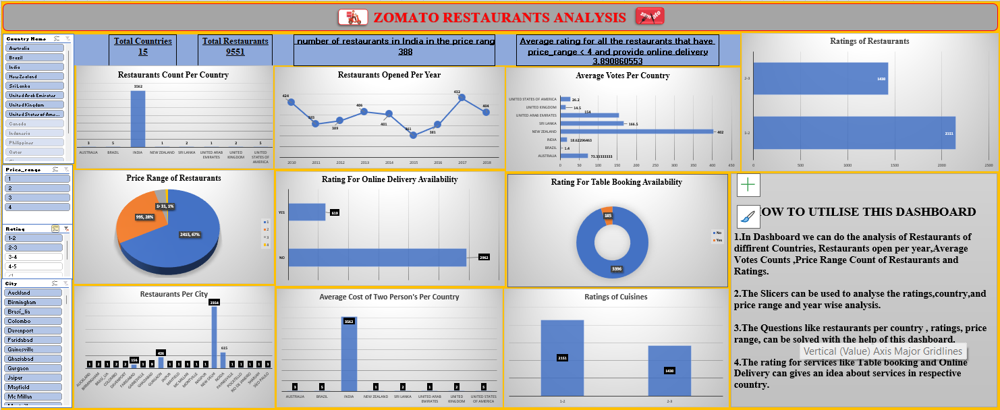 ZOMATO RESTAURANTS ANALYSIS
zomato
Country Name
Australia
Brazil
India
New Zealand
Sri Lanka
United Arab Emirates
United Kingdom
United States of Ame...
Canada
Indonesia
Philippines
Qatar
Price_range
1
2
3
4
Rating
1-2
2-3
3-4
4-5
<1
City
Auckland
Birmingham
Brasí_lia
Colombo
Davenport
Faridabad
Gainesville
Ghaziabad
Gurgaon
Jaipur
Mayfield
Mc Millan
Total Countries
15
Total Restaurants
9551
number of restaurants in India in the price rang
388
Average rating for all the restaurants that have
price_range < 4 and provide online delivery
3.890860553
Restaurants Count Per Country
3562
3
5
1
2
1
2
5
AUSTRALIA
BRAZIL
INDIA
NEW ZEALAND
SRI LANKA
UNITED ARAB EMIRATES
UNITED KINGDOM
UNITED STATES OF AMERICA
Restaurants Opened Per Year
424
383
389
406
401
361
381
432
404
2010
2011
2012
2013
2014
2015
2016
2017
2018
Average Votes Per Country
UNITED STATES OF AMERICA
26.2
UNITED KINGDOM
14.5
UNITED ARAB EMIRATES
154
SRI LANKA
166.5
NEW ZEALAND
402
INDIA
18.62296463
BRAZIL
1.4
AUSTRALIA
73.33333333
0
50
100
150
200
250
300
350
400
450
Ratings of Restaurants
2-3
1430
1-2
2151
0
500
1000
1500
2000
2500
Price Range of Restaurants
995, 28%
31, 1%
2415, 67%
1
2
3
4
Rating For Online Delivery Availability
YES
619
NO
2962
Rating For Table Booking Availability
185
3396
No
Yes
Restaurants Per City
1
2
1
2
2
156
1
9
426
1
1
1
1
1
2354
615
1
1
1
1
1
AUCKLAND
BIRMINGHAM
BRASÍ_LIA
COLOMBO
DAVENPORT
FARIDABAD
GAINESVILLE
GHAZIABAD
GURGAON
JAIPUR
MAYFIELD
MC MILLAN
MONTVILLE
NAGPUR
NEW DELHI
NOIDA
PAYNESVILLE
POCATELLO
RIO DE JANEIRO
SHARJAH
Average Cost of Two Person's Per Country
3562
3
5
1
2
1
2
5
AUSTRALIA
BRAZIL
INDIA
NEW ZEALAND
SRI LANKA
UNITED ARAB EMIRATES
UNITED KINGDOM
UNITED STATES OF AMERICA
Ratings of Cuisines
2151
1430
1-2
2-3
OW TO UTILISE THIS DASHBOARD
1.In Dashboard we can do the analysis of Restaurants of
diffirent Countries, Restaurants open per year,Average
Votes Counts ,Price Range Count of Restaurants and
Ratings.
2.The Slicers can be used to analyse the ratings,country,and
price range and year wise analysis.
3.The Questions like restaurants per country , ratings, price
range, can be solved with the help of this dashboard.
Vertical (Value) Axis Major Gridlines
4.The rating for services like Table booking and Online
Delivery can gives an idea about services in respective
country.